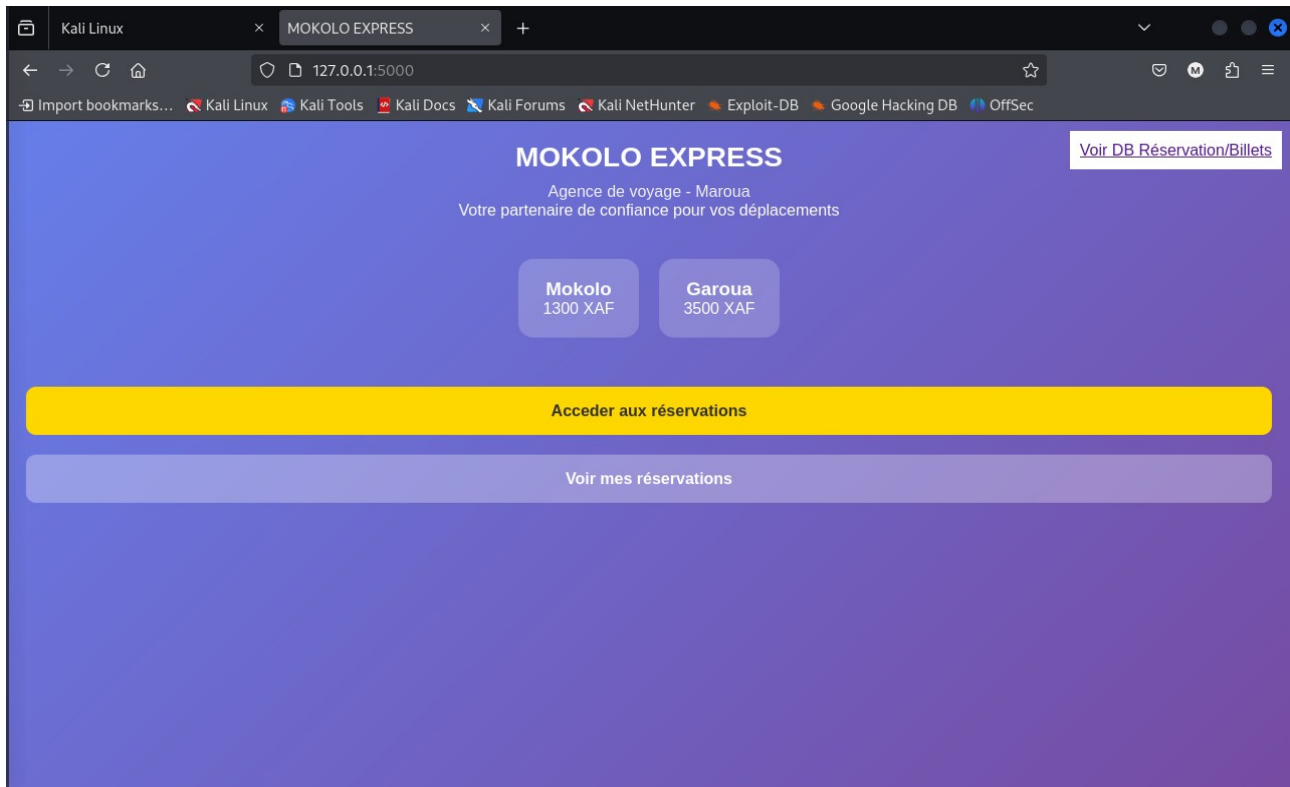 Kali Linux
MOKOLO EXPRESS
127.0.0.1:5000
M
Import bookmarks... Kali Linux Kali Tools Kali Docs Kali Forums Kali NetHunter Exploit-DB Google Hacking DB OffSec
MOKOLO EXPRESS
Voir DB Réservation/Billets
Agence de voyage - Maroua
Votre partenaire de confiance pour vos déplacements
Mokolo
1300 XAF
Garoua
3500 XAF
Acceder aux réservations
Voir mes réservations